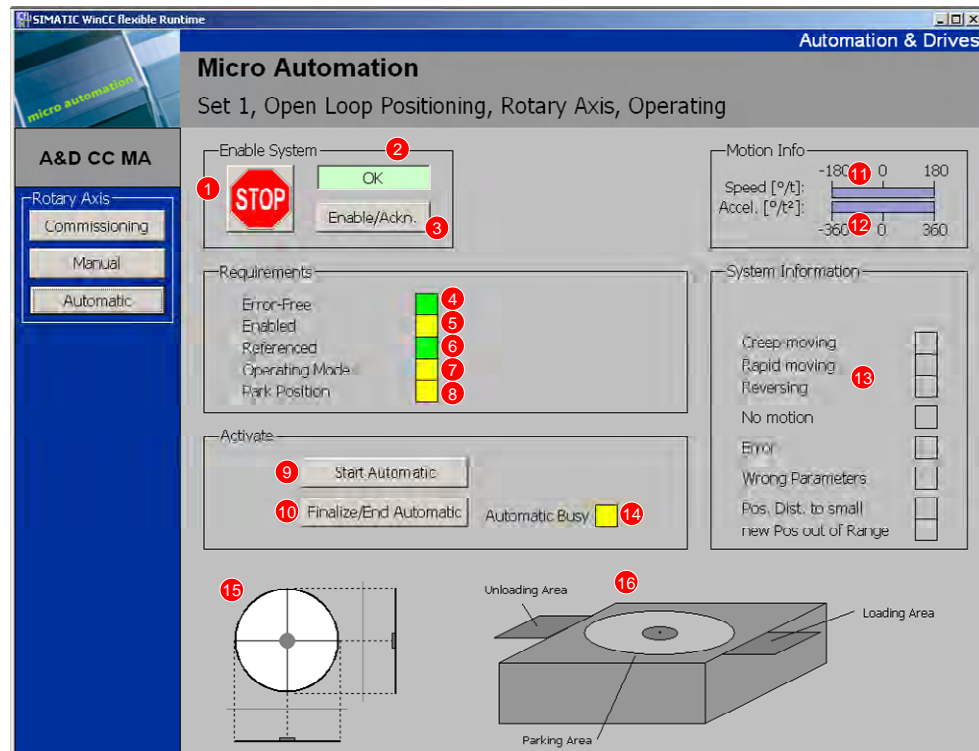 SIMATIC WinCC flexible Runtime
Automation & Drives
micro automation
Micro Automation
Set 1, Open Loop Positioning, Rotary Axis, Operating
A&D CC MA
Rotary Axis
Commissioning
Manual
Automatic
Enable System
2
1
STOP
OK
Enable/Ackn.
3
Motion Info
-180 11 0 180
Speed [°/t]:
Accel. [°/t²]:
-360 12 0 360
Requirements
Error-Free 4
Enabled 5
Referenced 6
Operating Mode 7
Park Position 8
System Information
Creep-moving
Rapid moving
13
Reversing
No motion
Error
Wrong Parameters
Pos. Dist. to small
new Pos out of Range
Activate
9 Start Automatic
10 Finalize/End Automatic
Automatic Busy 14
15
16
Unloading Area
Loading Area
Parking Area